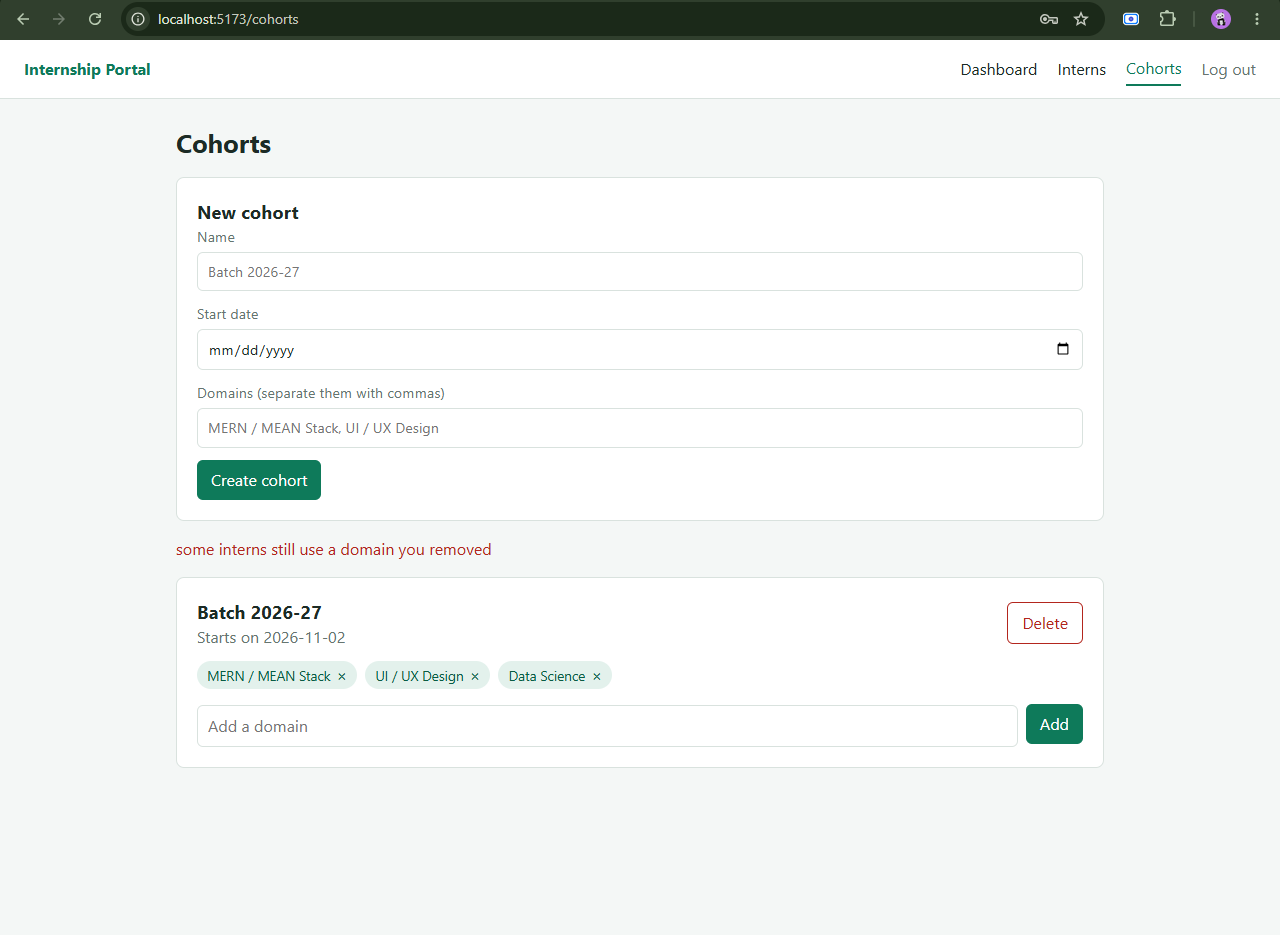 localhost:5173/cohorts
Internship Portal
Dashboard Interns Cohorts Log out
Cohorts
New cohort
Name
Batch 2026-27
Start date
mm/dd/yyyy
Domains (separate them with commas)
MERN / MEAN Stack, UI / UX Design
Create cohort
some interns still use a domain you removed
Batch 2026-27
Delete
Starts on 2026-11-02
MERN / MEAN Stack × UI / UX Design × Data Science ×
Add a domain Add